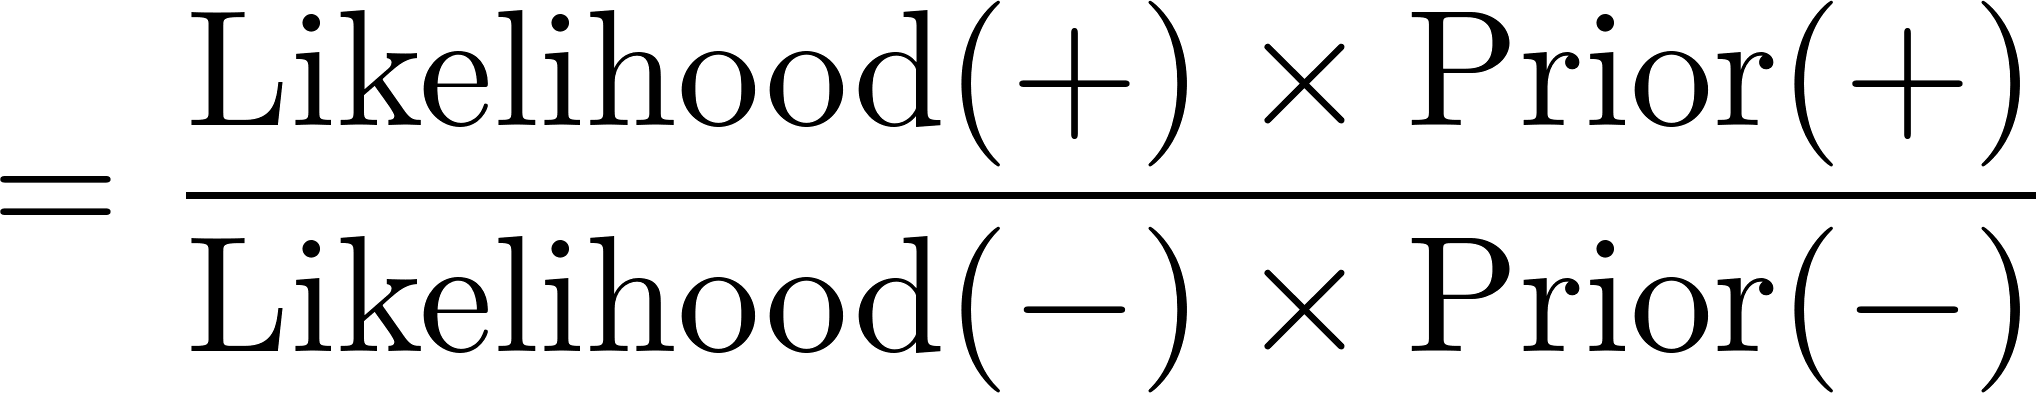 = Likelihood(+) × Prior(+)
Likelihood(−) × Prior(−)